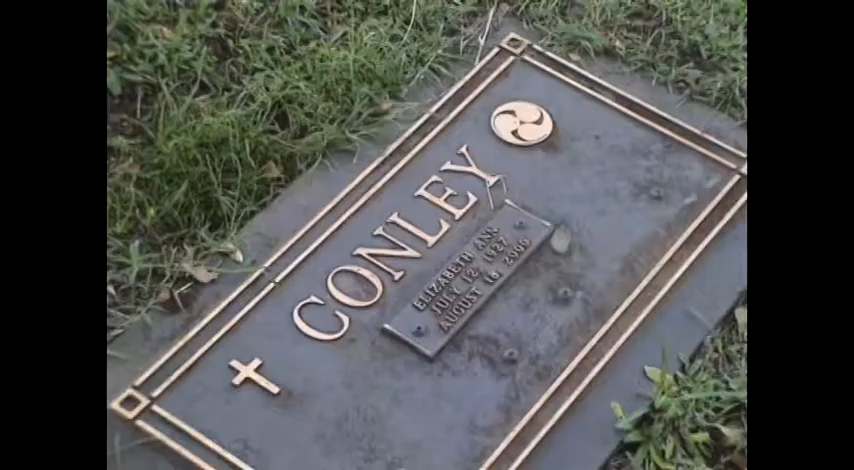 CONLEY
ELIZABETH ANN
JULY 12, 1927
AUGUST 16, 2006